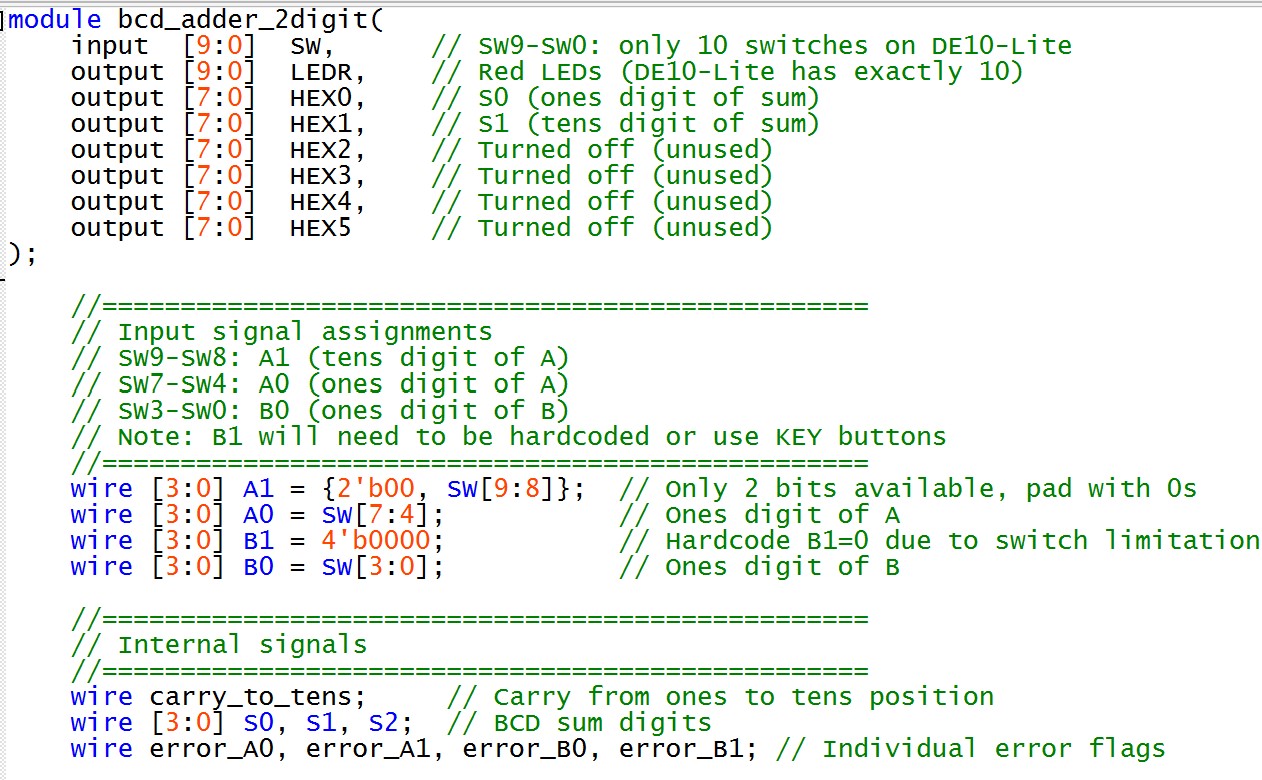 module bcd_adder_2digit(
    input  [9:0]  SW,      // SW9-SW0: only 10 switches on DE10-Lite
    output [9:0]  LEDR,    // Red LEDs (DE10-Lite has exactly 10)
    output [7:0]  HEX0,    // S0 (ones digit of sum)
    output [7:0]  HEX1,    // S1 (tens digit of sum)
    output [7:0]  HEX2,    // Turned off (unused)
    output [7:0]  HEX3,    // Turned off (unused)
    output [7:0]  HEX4,    // Turned off (unused)
    output [7:0]  HEX5     // Turned off (unused)
);
    //=================================================
    // Input signal assignments
    // SW9-SW8: A1 (tens digit of A)
    // SW7-SW4: A0 (ones digit of A)
    // SW3-SW0: B0 (ones digit of B)
    // Note: B1 will need to be hardcoded or use KEY buttons
    //=================================================
    wire [3:0] A1 = {2'b00, SW[9:8]};  // Only 2 bits available, pad with 0s
    wire [3:0] A0 = SW[7:4];           // Ones digit of A
    wire [3:0] B1 = 4'b0000;           // Hardcode B1=0 due to switch limitation
    wire [3:0] B0 = SW[3:0];           // Ones digit of B
    //=================================================
    // Internal signals
    //=================================================
    wire carry_to_tens;     // Carry from ones to tens position
    wire [3:0] S0, S1, S2;  // BCD sum digits
    wire error_A0, error_A1, error_B0, error_B1; // Individual error flags